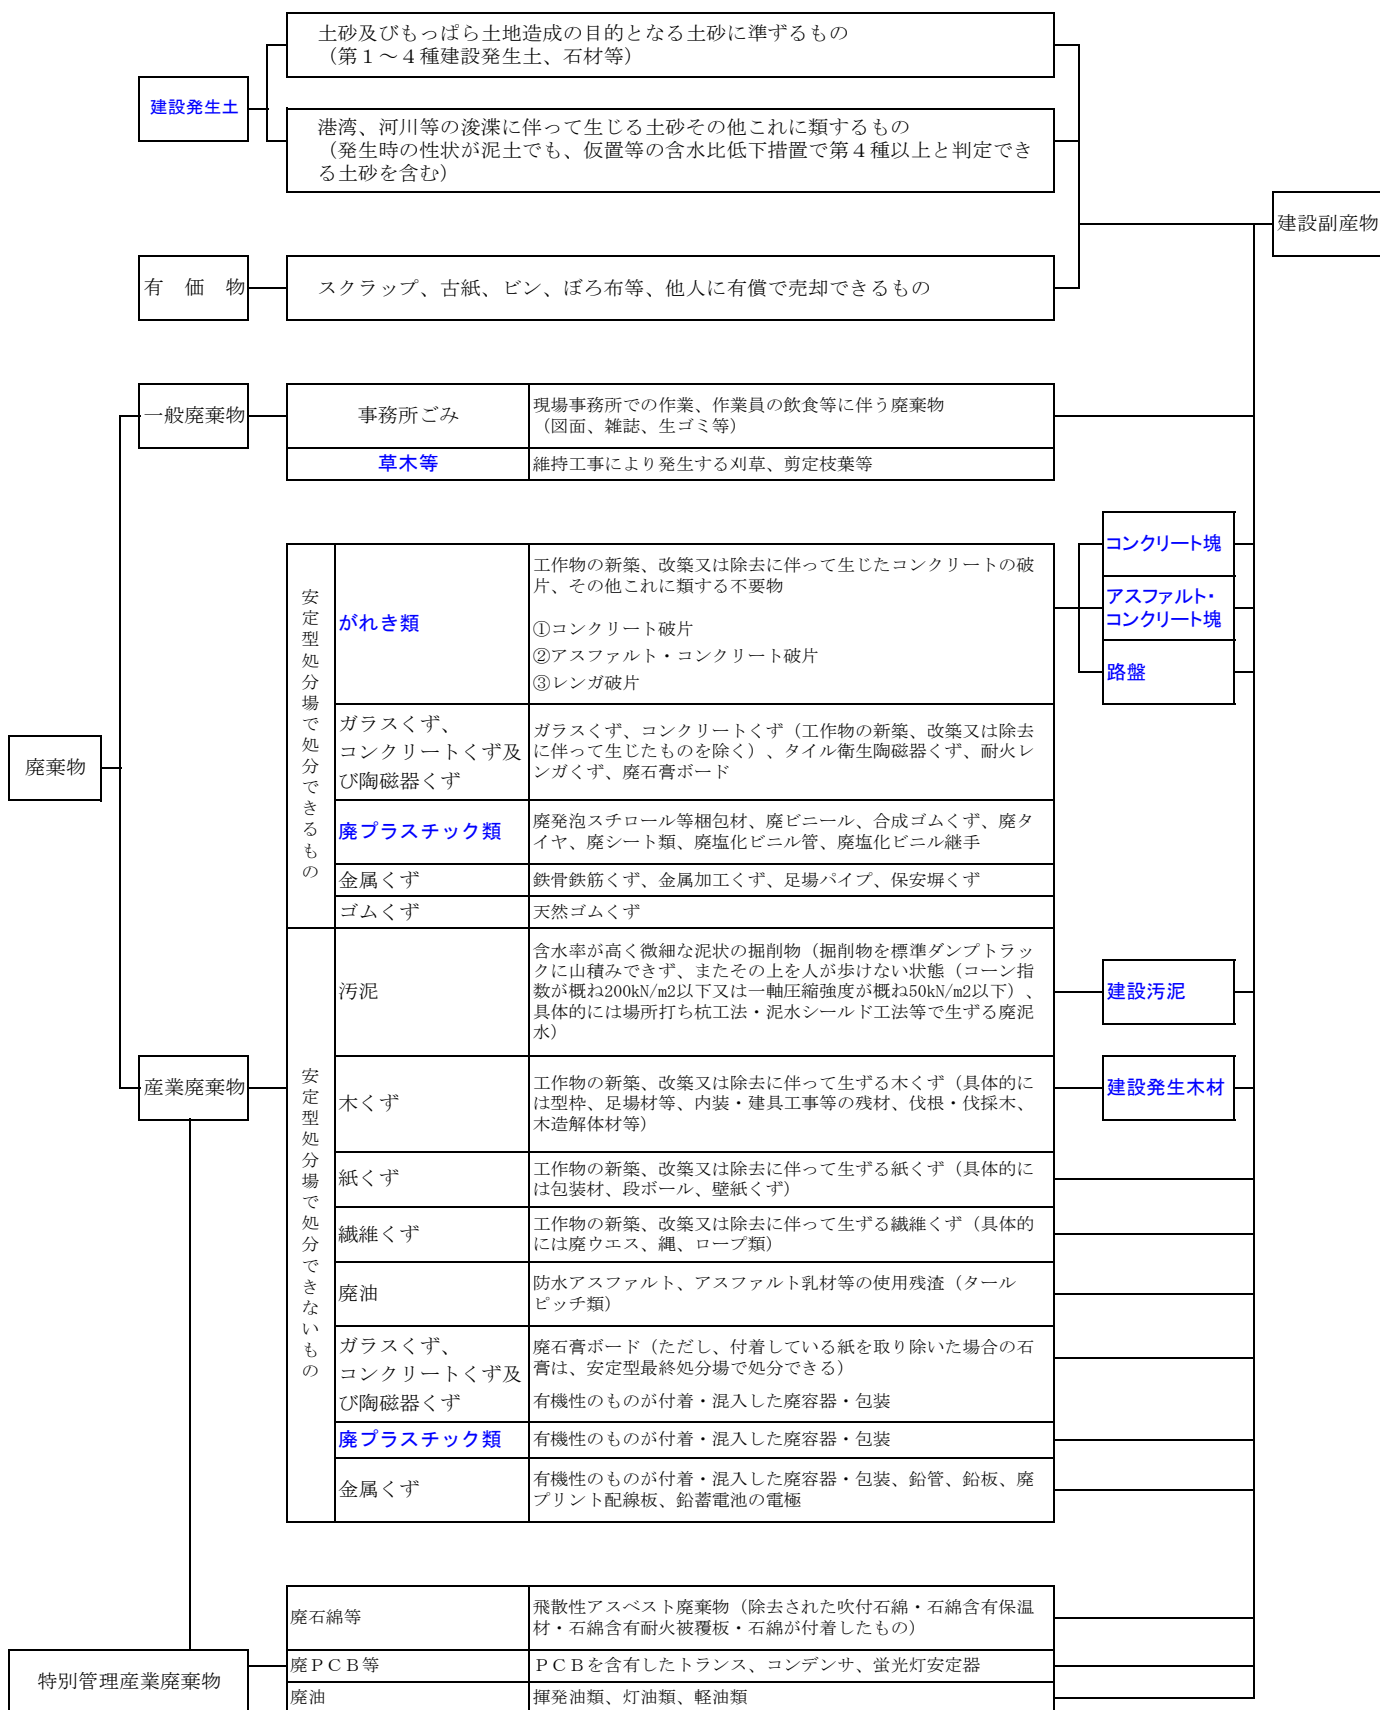 土砂及びもっぱら土地造成の目的となる土砂に準ずるもの
（第１～４種建設発生土、石材等）
建設発生土
港湾、河川等の浚渫に伴って生じる土砂その他これに類するもの
（発生時の性状が泥土でも、仮置等の含水比低下措置で第４種以上と判定でき
る土砂を含む）
建設副産物
有　価　物
スクラップ、古紙、ビン、ぼろ布等、他人に有償で売却できるもの
一般廃棄物
事務所ごみ
現場事務所での作業、作業員の飲食等に伴う廃棄物
（図面、雑誌、生ゴミ等）
草木等
維持工事により発生する刈草、剪定枝葉等
廃棄物
安定型処分場で処分できるもの
がれき類
工作物の新築、改築又は除去に伴って生じたコンクリートの破
片、その他これに類する不要物
①コンクリート破片
②アスファルト・コンクリート破片
③レンガ破片
コンクリート塊
アスファルト・
コンクリート塊
路盤
ガラスくず、
コンクリートくず及
び陶磁器くず
ガラスくず、コンクリートくず（工作物の新築、改築又は除去
に伴って生じたものを除く）、タイル衛生陶磁器くず、耐火レ
ンガくず、廃石膏ボード
廃プラスチック類
廃発泡スチロール等梱包材、廃ビニール、合成ゴムくず、廃タ
イヤ、廃シート類、廃塩化ビニル管、廃塩化ビニル継手
金属くず
鉄骨鉄筋くず、金属加工くず、足場パイプ、保安塀くず
ゴムくず
天然ゴムくず
産業廃棄物
安定型処分場で処分できないもの
汚泥
含水率が高く微細な泥状の掘削物（掘削物を標準ダンプトラッ
クに山積みできず、またその上を人が歩けない状態（コーン指
数が概ね200kN/m2以下又は一軸圧縮強度が概ね50kN/m2以下）、
具体的には場所打ち杭工法・泥水シールド工法等で生ずる廃泥
水）
建設汚泥
木くず
工作物の新築、改築又は除去に伴って生ずる木くず（具体的に
は型枠、足場材等、内装・建具工事等の残材、伐根・伐採木、
木造解体材等）
建設発生木材
紙くず
工作物の新築、改築又は除去に伴って生ずる紙くず（具体的に
は包装材、段ボール、壁紙くず）
繊維くず
工作物の新築、改築又は除去に伴って生ずる繊維くず（具体的
には廃ウエス、縄、ロープ類）
廃油
防水アスファルト、アスファルト乳材等の使用残渣（タール
ピッチ類）
ガラスくず、
コンクリートくず及
び陶磁器くず
廃石膏ボード（ただし、付着している紙を取り除いた場合の石
膏は、安定型最終処分場で処分できる）
有機性のものが付着・混入した廃容器・包装
廃プラスチック類
有機性のものが付着・混入した廃容器・包装
金属くず
有機性のものが付着・混入した廃容器・包装、鉛管、鉛板、廃
プリント配線板、鉛蓄電池の電極
特別管理産業廃棄物
廃石綿等
飛散性アスベスト廃棄物（除去された吹付石綿・石綿含有保温
材・石綿含有耐火被覆板・石綿が付着したもの）
廃ＰＣＢ等
ＰＣＢを含有したトランス、コンデンサ、蛍光灯安定器
廃油
揮発油類、灯油類、軽油類